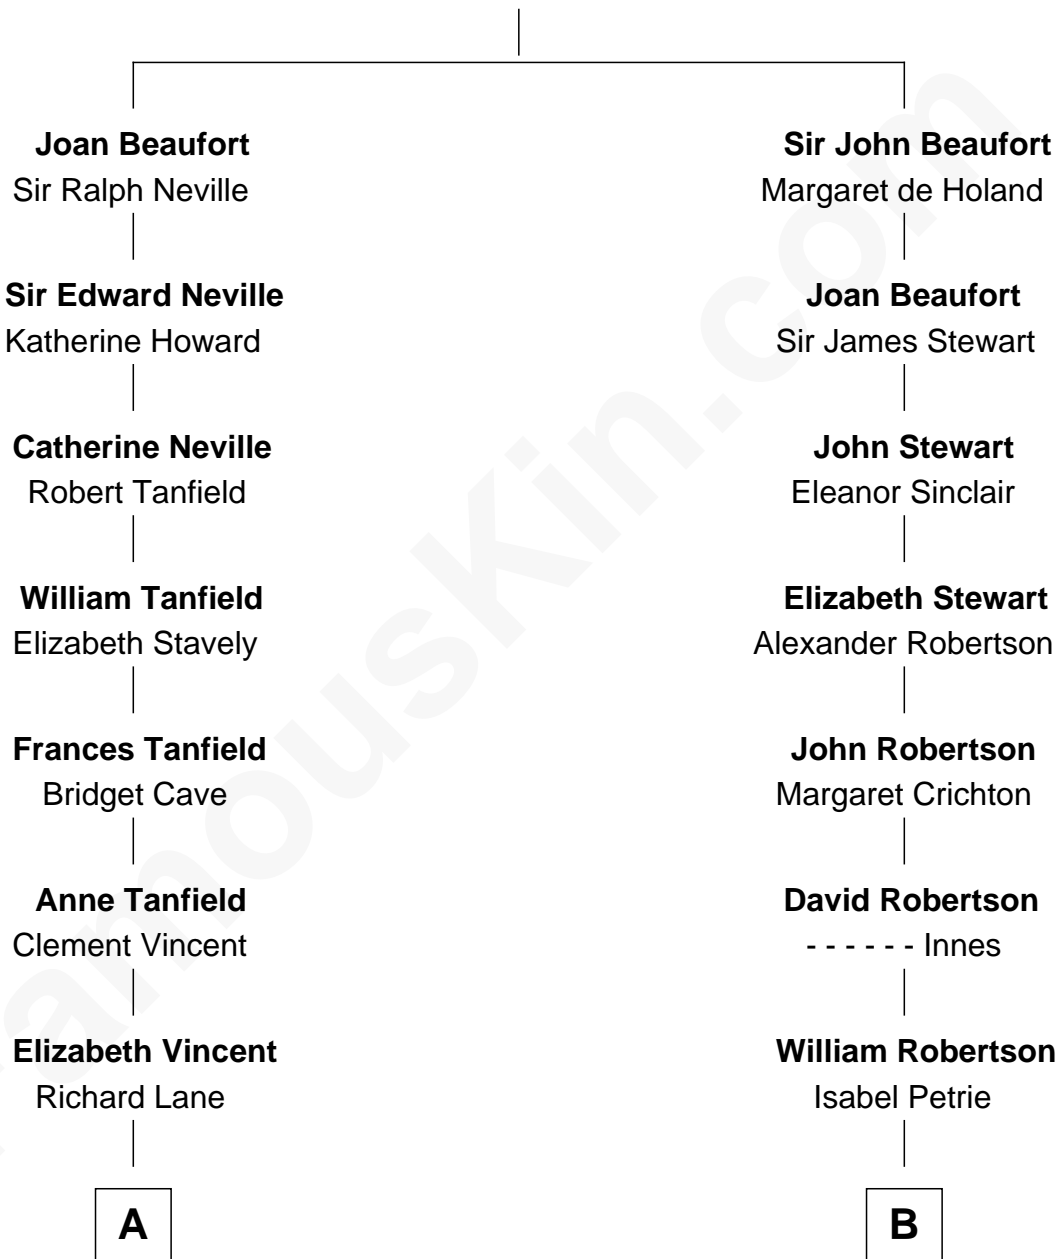 Joan Beaufort
Sir Ralph Neville
Sir Edward Neville
Katherine Howard
Catherine Neville
Robert Tanfield
William Tanfield
Elizabeth Stavely
Frances Tanfield
Bridget Cave
Anne Tanfield
Clement Vincent
Elizabeth Vincent
Richard Lane
A
Sir John Beaufort
Margaret de Holand
Joan Beaufort
Sir James Stewart
John Stewart
Eleanor Sinclair
Elizabeth Stewart
Alexander Robertson
John Robertson
Margaret Crichton
David Robertson
- - - - - - Innes
William Robertson
Isabel Petrie
B
FamousKin.com